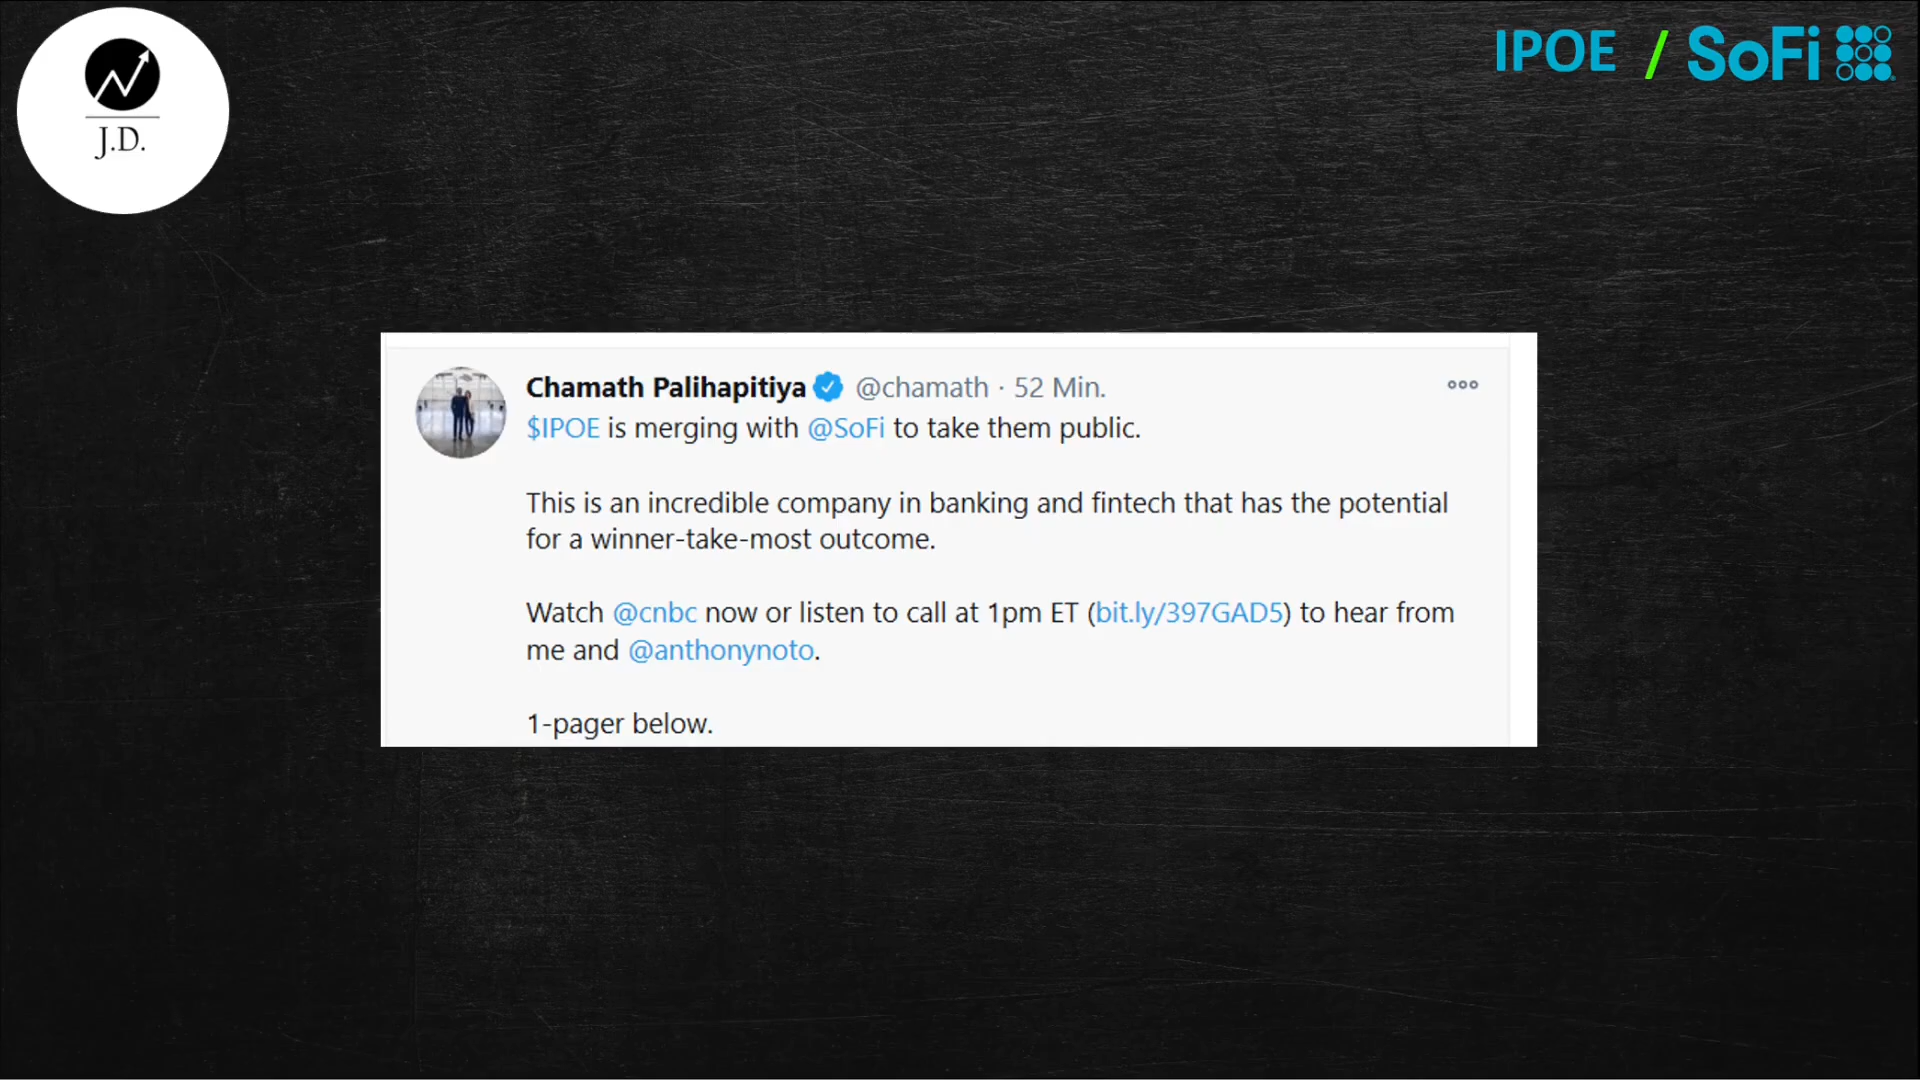 J.D.
IPOE / SoFi
Chamath Palihapitiya @chamath · 52 Min.
$IPOE is merging with @SoFi to take them public.
This is an incredible company in banking and fintech that has the potential
for a winner-take-most outcome.
Watch @cnbc now or listen to call at 1pm ET (bit.ly/397GAD5) to hear from
me and @anthonynoto.
1-pager below.